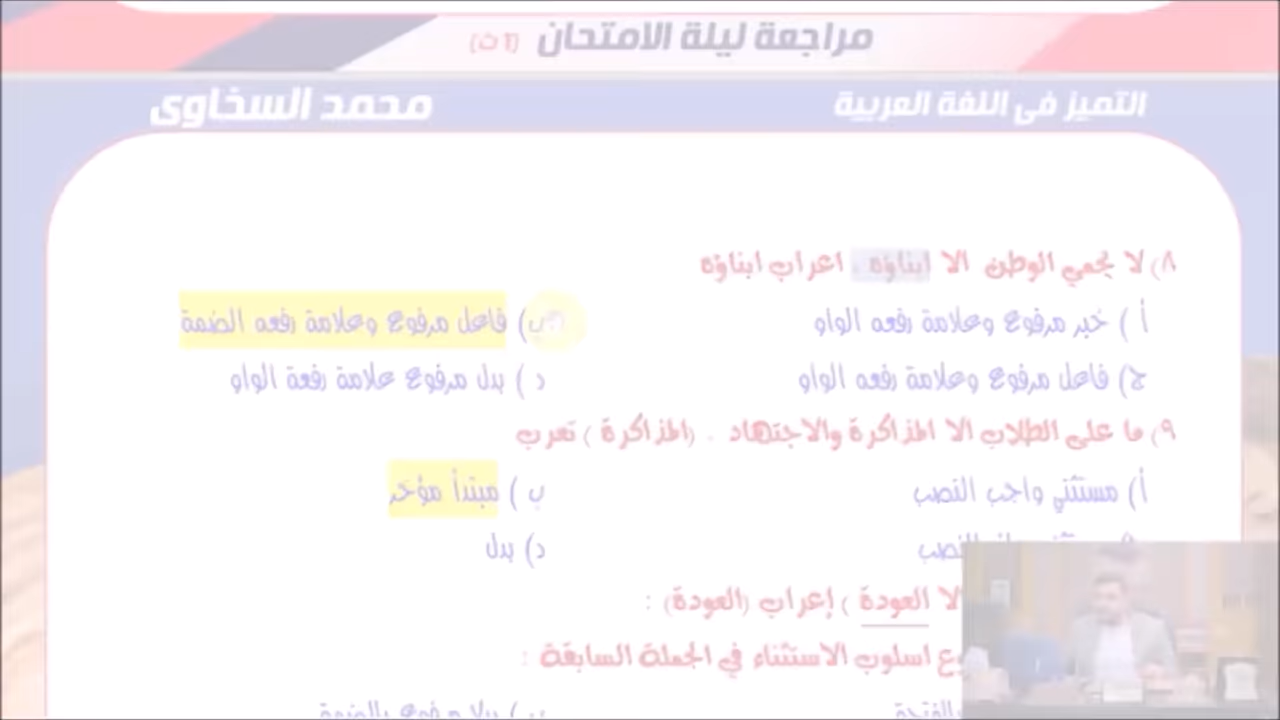 مراجعة ليلة الامتحان (1 ث)
التميز فى اللغة العربية
محمد السخاوى
٨) لا يحمي الوطن الا ابناؤه . اعراب ابناؤه
أ ) خبر مرفوع وعلامة رفعه الواو
ب) فاعل مرفوع وعلامة رفعه الضمة
ج) فاعل مرفوع وعلامة رفعه الواو
د ) بدل مرفوع علامة رفعة الواو
٩) ما على الطلاب الا المذاكرة والاجتهاد . (المذاكرة ) تعرب
أ) مستثني واجب النصب
ب ) مبتدأ مؤخر
النصب
د) بدل
الا العودة ) إعراب (العودة) :
اسلوب الاستثناء في الجملة السابقة :